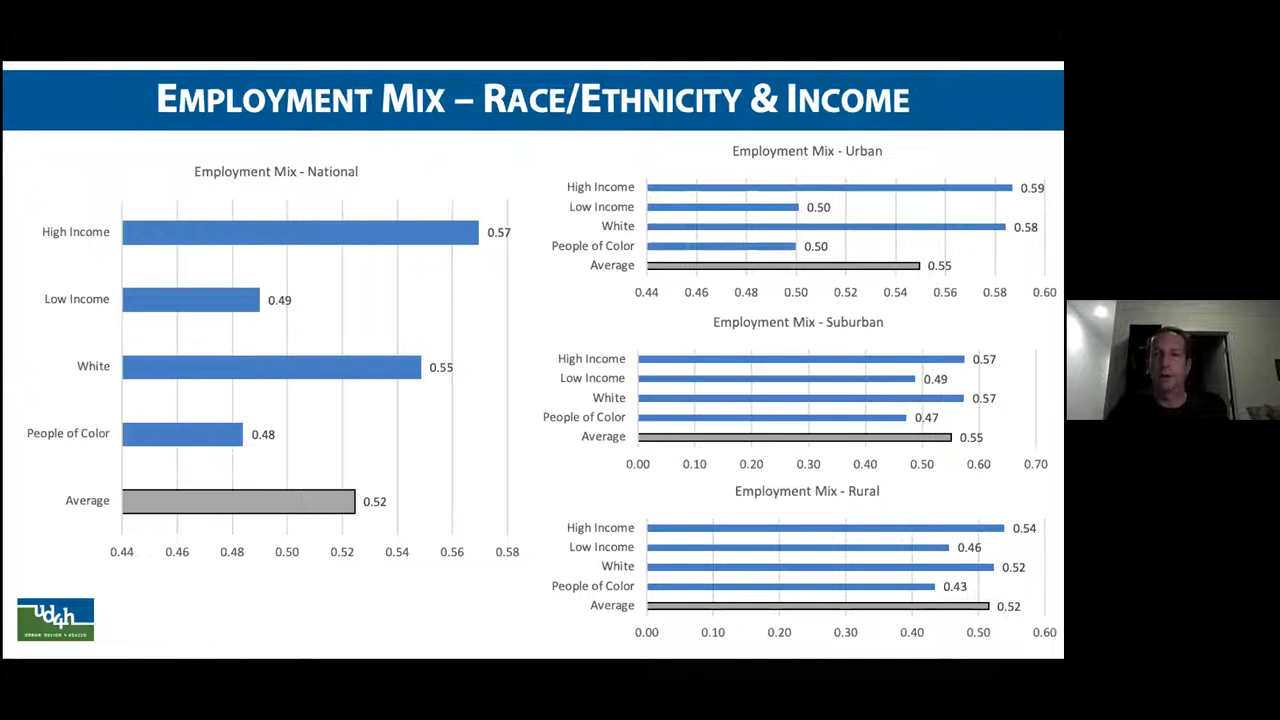 EMPLOYMENT MIX – RACE/ETHNICITY & INCOME
Employment Mix - National
High Income 0.57
Low Income 0.49
White 0.55
People of Color 0.48
Average 0.52
0.44 0.46 0.48 0.50 0.52 0.54 0.56 0.58
Employment Mix - Urban
High Income 0.59
Low Income 0.50
White 0.58
People of Color 0.50
Average 0.55
0.44 0.46 0.48 0.50 0.52 0.54 0.56 0.58 0.60
Employment Mix - Suburban
High Income 0.57
Low Income 0.49
White 0.57
People of Color 0.47
Average 0.55
0.00 0.10 0.20 0.30 0.40 0.50 0.60 0.70
Employment Mix - Rural
High Income 0.54
Low Income 0.46
White 0.52
People of Color 0.43
Average 0.52
0.00 0.10 0.20 0.30 0.40 0.50 0.60
ud4h
URBAN DESIGN 4 HEALTH